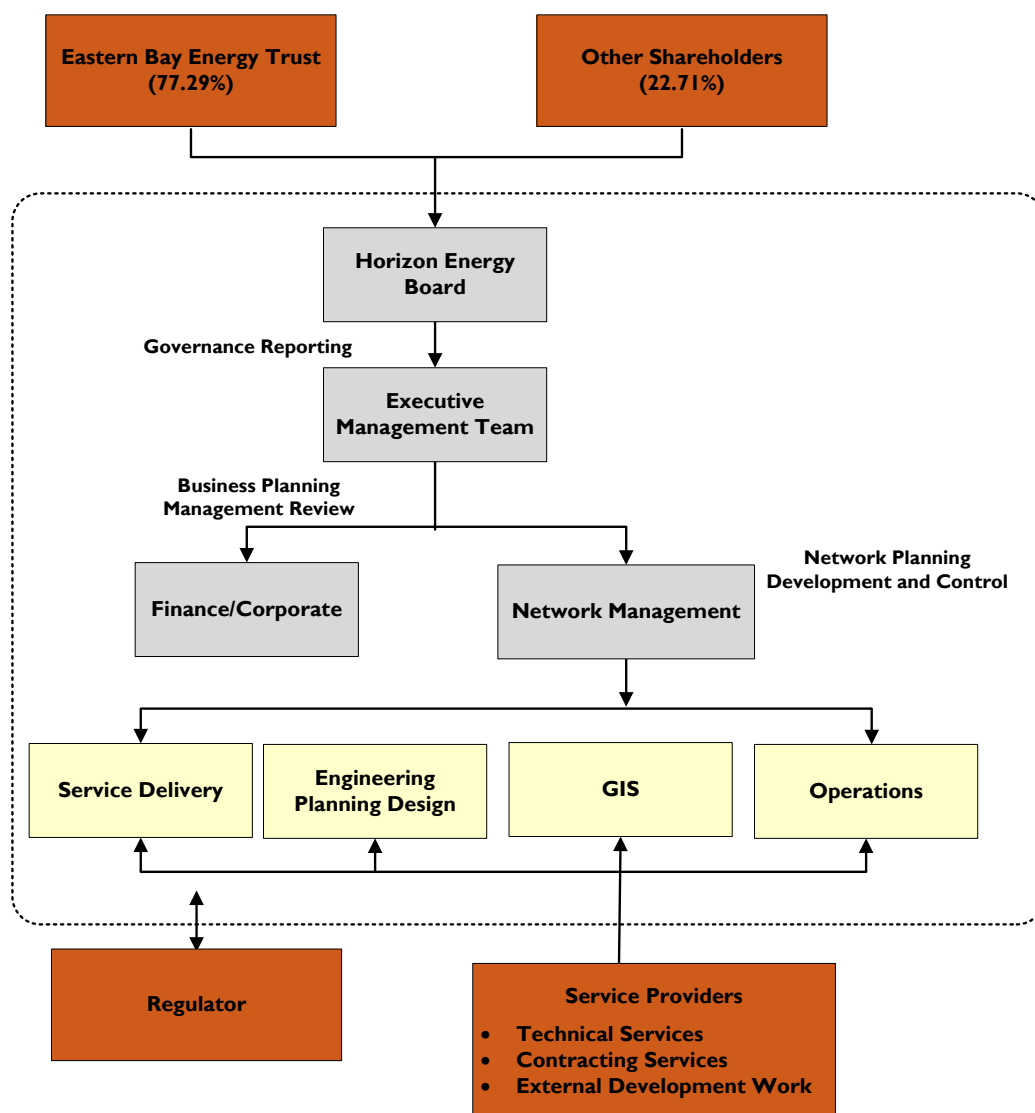 Eastern Bay Energy Trust
(77.29%)
Other Shareholders
(22.71%)
Horizon Energy
Board
Governance Reporting
Executive
Management Team
Business Planning
Management Review
Network Planning
Development and Control
Finance/Corporate
Network Management
Service Delivery
Engineering
Planning Design
GIS
Operations
Regulator
Service Providers
• Technical Services
• Contracting Services
• External Development Work